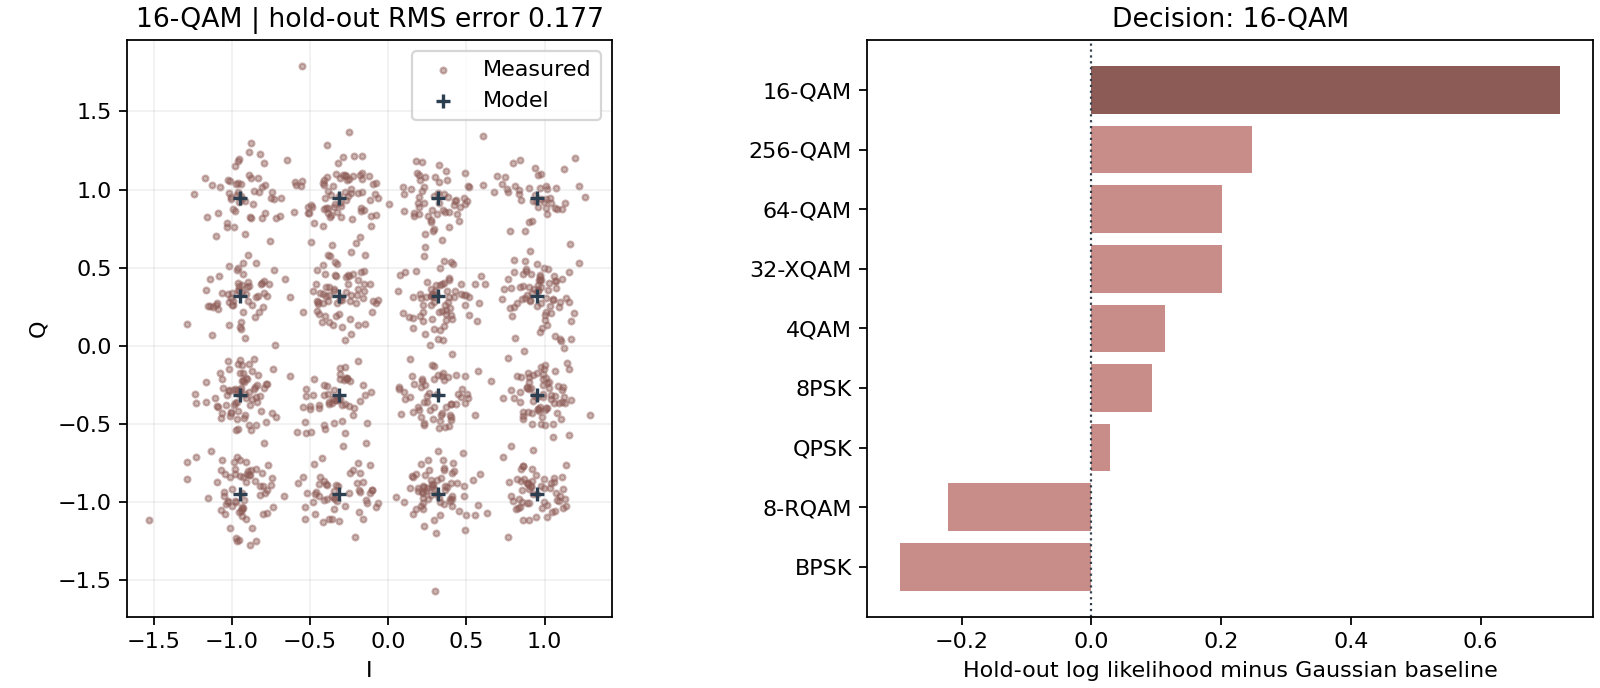 16-QAM | hold-out RMS error 0.177
Measured
Model
1.5
1.0
0.5
0.0
−0.5
−1.0
−1.5
Q
−1.5
−1.0
−0.5
0.0
0.5
1.0
I
Decision: 16-QAM
16-QAM
256-QAM
64-QAM
32-XQAM
4QAM
8PSK
QPSK
8-RQAM
BPSK
−0.2
0.0
0.2
0.4
0.6
Hold-out log likelihood minus Gaussian baseline